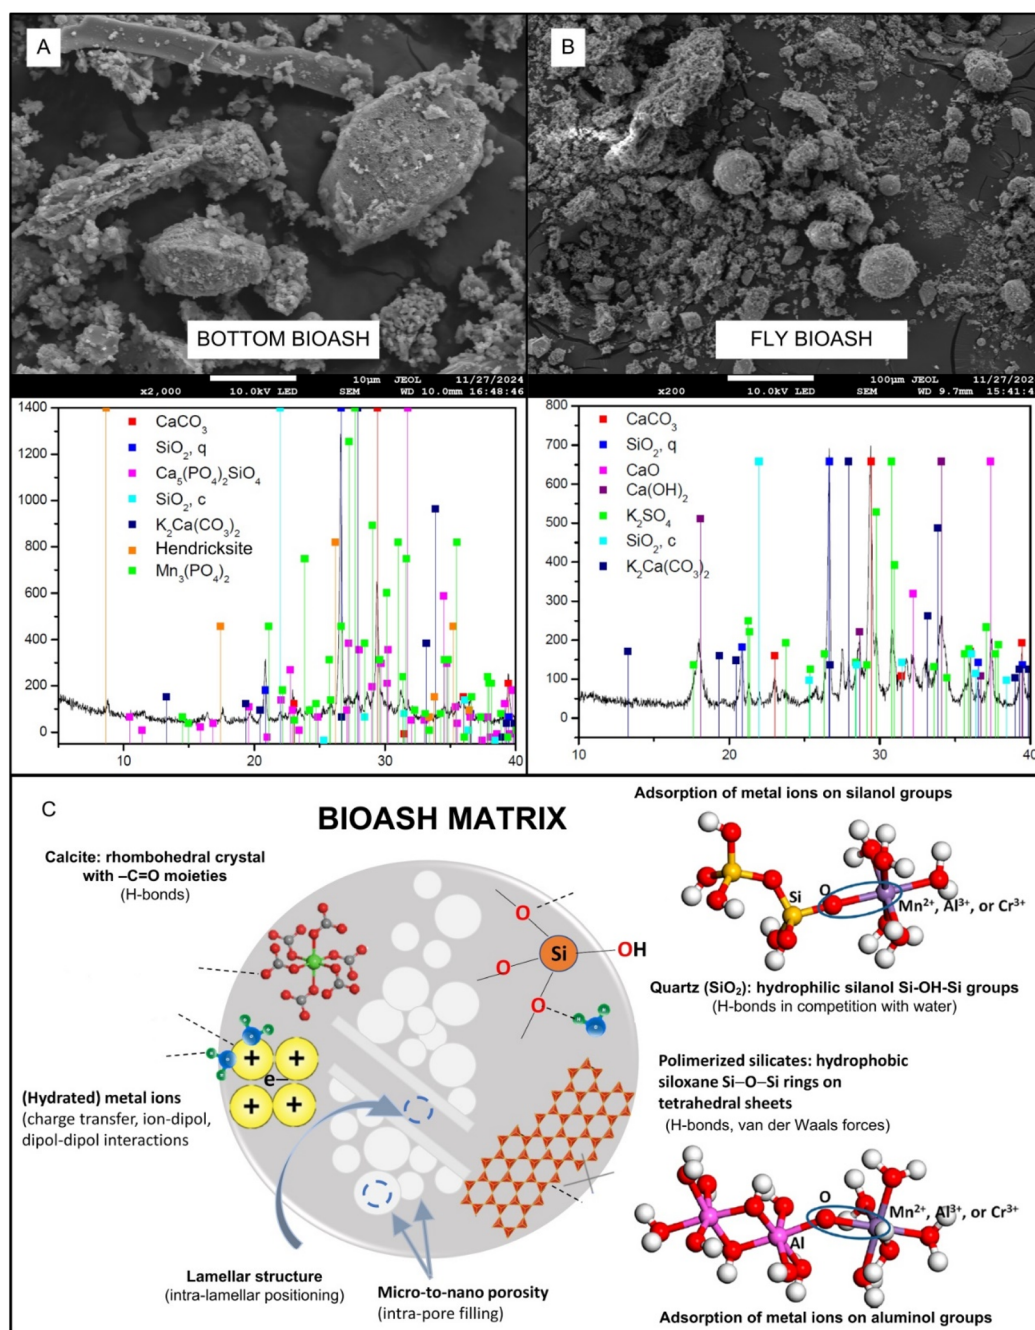 A
BOTTOM BIOASH
x2,000 10.0kV LED 10µm JEOL SEM 11/27/2024 WD 10.0mm 16:48:46
B
FLY BIOASH
x200 10.0kV LED 100µm JEOL SEM 11/27/202 WD 9.7mm 15:41:4
1400
1200
1000
800
600
400
200
0
10 20 30 40
CaCO₃
SiO₂, q
Ca₅(PO₄)₂SiO₄
SiO₂, c
K₂Ca(CO₃)₂
Hendricksite
Mn₃(PO₄)₂
800
700
600
500
400
300
200
100
0
10 20 30 40
CaCO₃
SiO₂, q
CaO
Ca(OH)₂
K₂SO₄
SiO₂, c
K₂Ca(CO₃)₂
C
BIOASH MATRIX
Calcite: rhombohedral crystal
with –C=O moieties
(H-bonds)
(Hydrated) metal ions
(charge transfer, ion-dipol,
dipol-dipol interactions
+ +
e–
+ +
O
Si
OH
O
O
Lamellar structure
(intra-lamellar positioning)
Micro-to-nano porosity
(intra-pore filling)
Adsorption of metal ions on silanol groups
Si
O
Mn²⁺, Al³⁺, or Cr³⁺
Quartz (SiO₂): hydrophilic silanol Si-OH-Si groups
(H-bonds in competition with water)
Polimerized silicates: hydrophobic
siloxane Si–O–Si rings on
tetrahedral sheets
(H-bonds, van der Waals forces)
O
Al
Mn²⁺, Al³⁺, or Cr³⁺
Adsorption of metal ions on aluminol groups